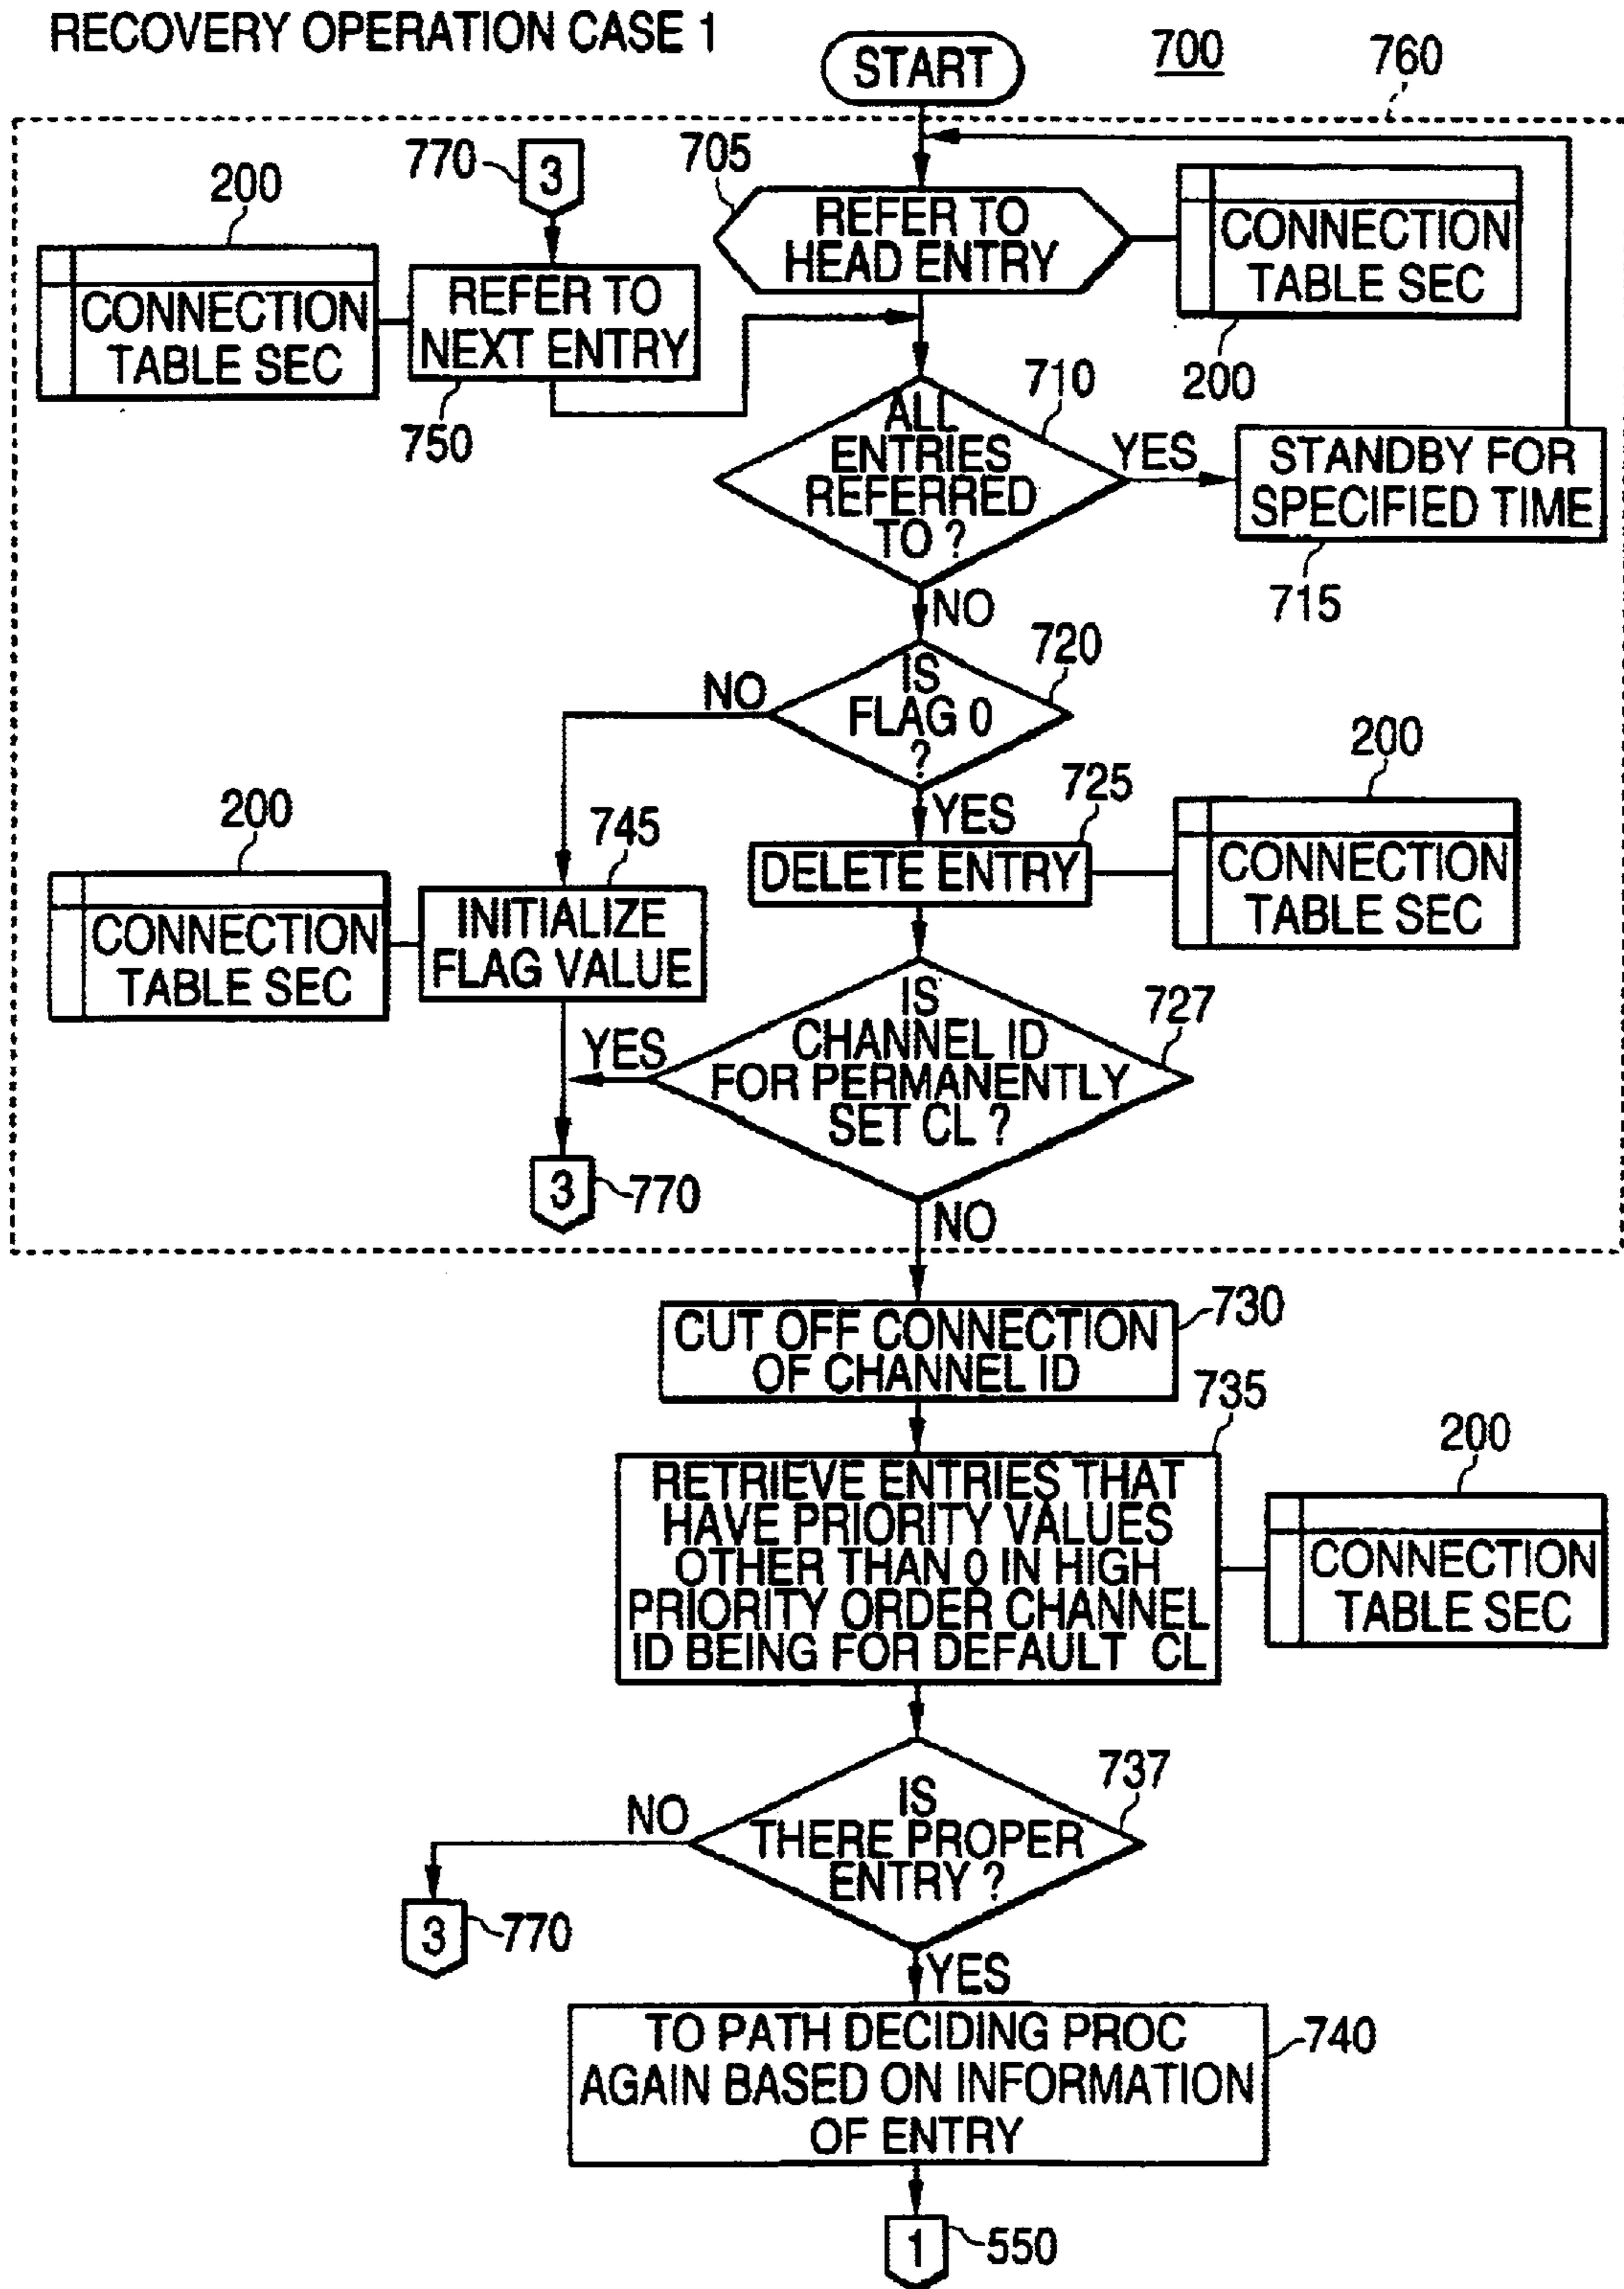 RECOVERY OPERATION CASE 1
START
700
760
770
3
705
200
REFER TO
HEAD ENTRY
CONNECTION
TABLE SEC
200
CONNECTION
TABLE SEC
REFER TO
NEXT ENTRY
750
710
ALL
ENTRIES
REFERRED
TO ?
YES
STANDBY FOR
SPECIFIED TIME
715
NO
720
IS
FLAG 0
?
NO
YES
725
200
DELETE ENTRY
CONNECTION
TABLE SEC
200
745
CONNECTION
TABLE SEC
INITIALIZE
FLAG VALUE
727
IS
CHANNEL ID
FOR PERMANENTLY
SET CL ?
YES
3
770
NO
730
CUT OFF CONNECTION
OF CHANNEL ID
735
200
RETRIEVE ENTRIES THAT
HAVE PRIORITY VALUES
OTHER THAN 0 IN HIGH
PRIORITY ORDER CHANNEL
ID BEING FOR DEFAULT CL
CONNECTION
TABLE SEC
737
IS
THERE PROPER
ENTRY ?
NO
3
770
YES
740
TO PATH DECIDING PROC
AGAIN BASED ON INFORMATION
OF ENTRY
1
550